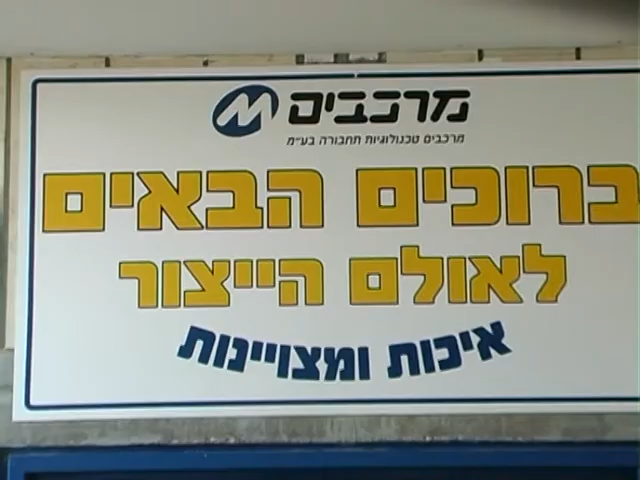 מרכבים
מרכבים טכנולוגיות תחבורה בע"מ
ברוכים הבאים
לאולם הייצור
איכות ומצויינות